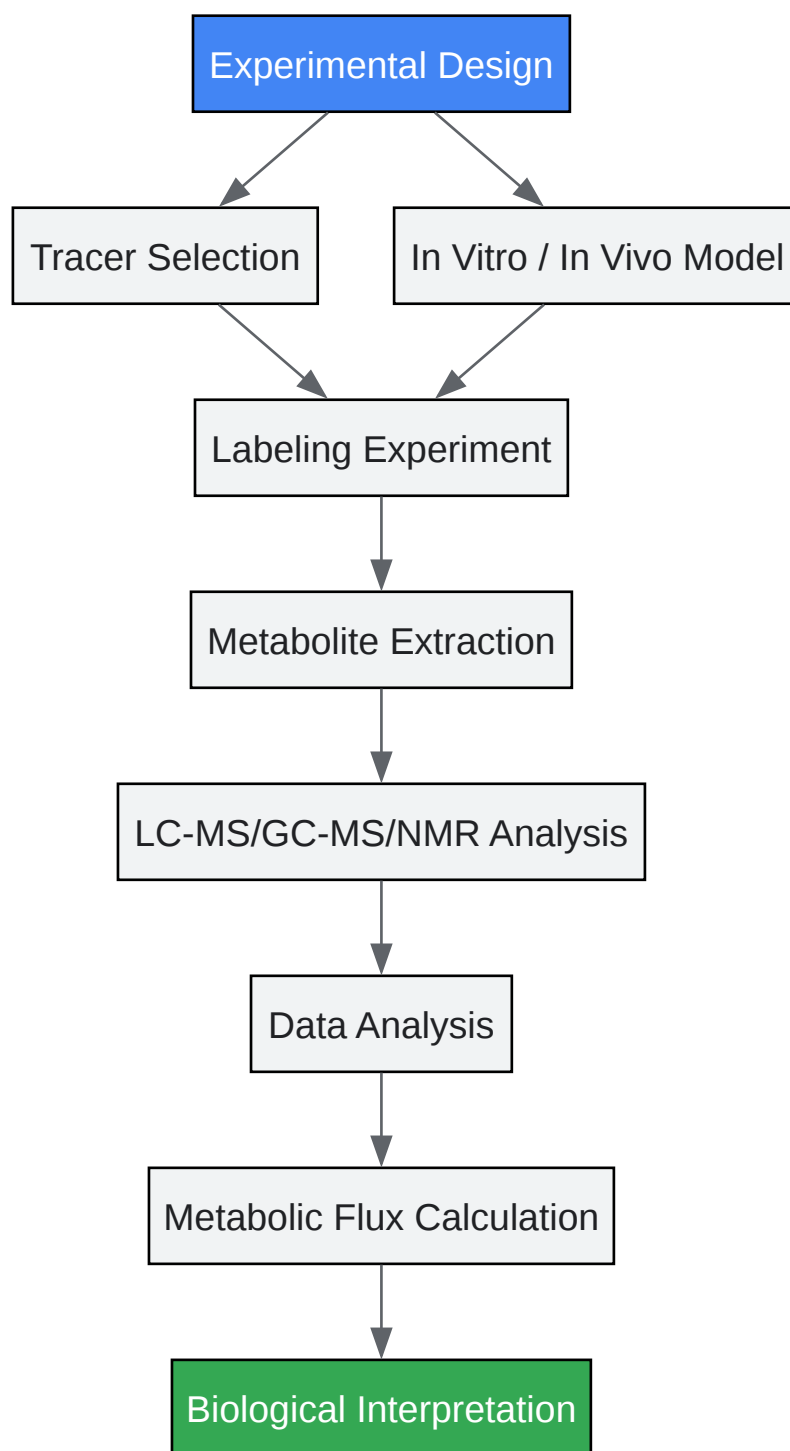 Experimental Design
Tracer Selection
In Vitro / In Vivo Model
Labeling Experiment
Metabolite Extraction
LC-MS/GC-MS/NMR Analysis
Data Analysis
Metabolic Flux Calculation
Biological Interpretation